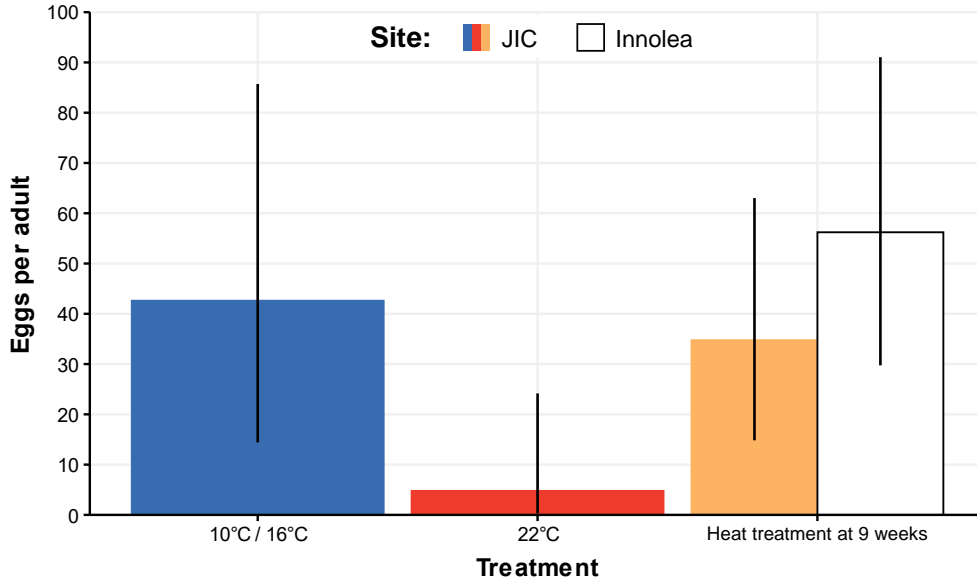 Site: JIC Innolea
100
90
80
70
60
50
40
30
20
10
0
Eggs per adult
10°C / 16°C 22°C Heat treatment at 9 weeks
Treatment